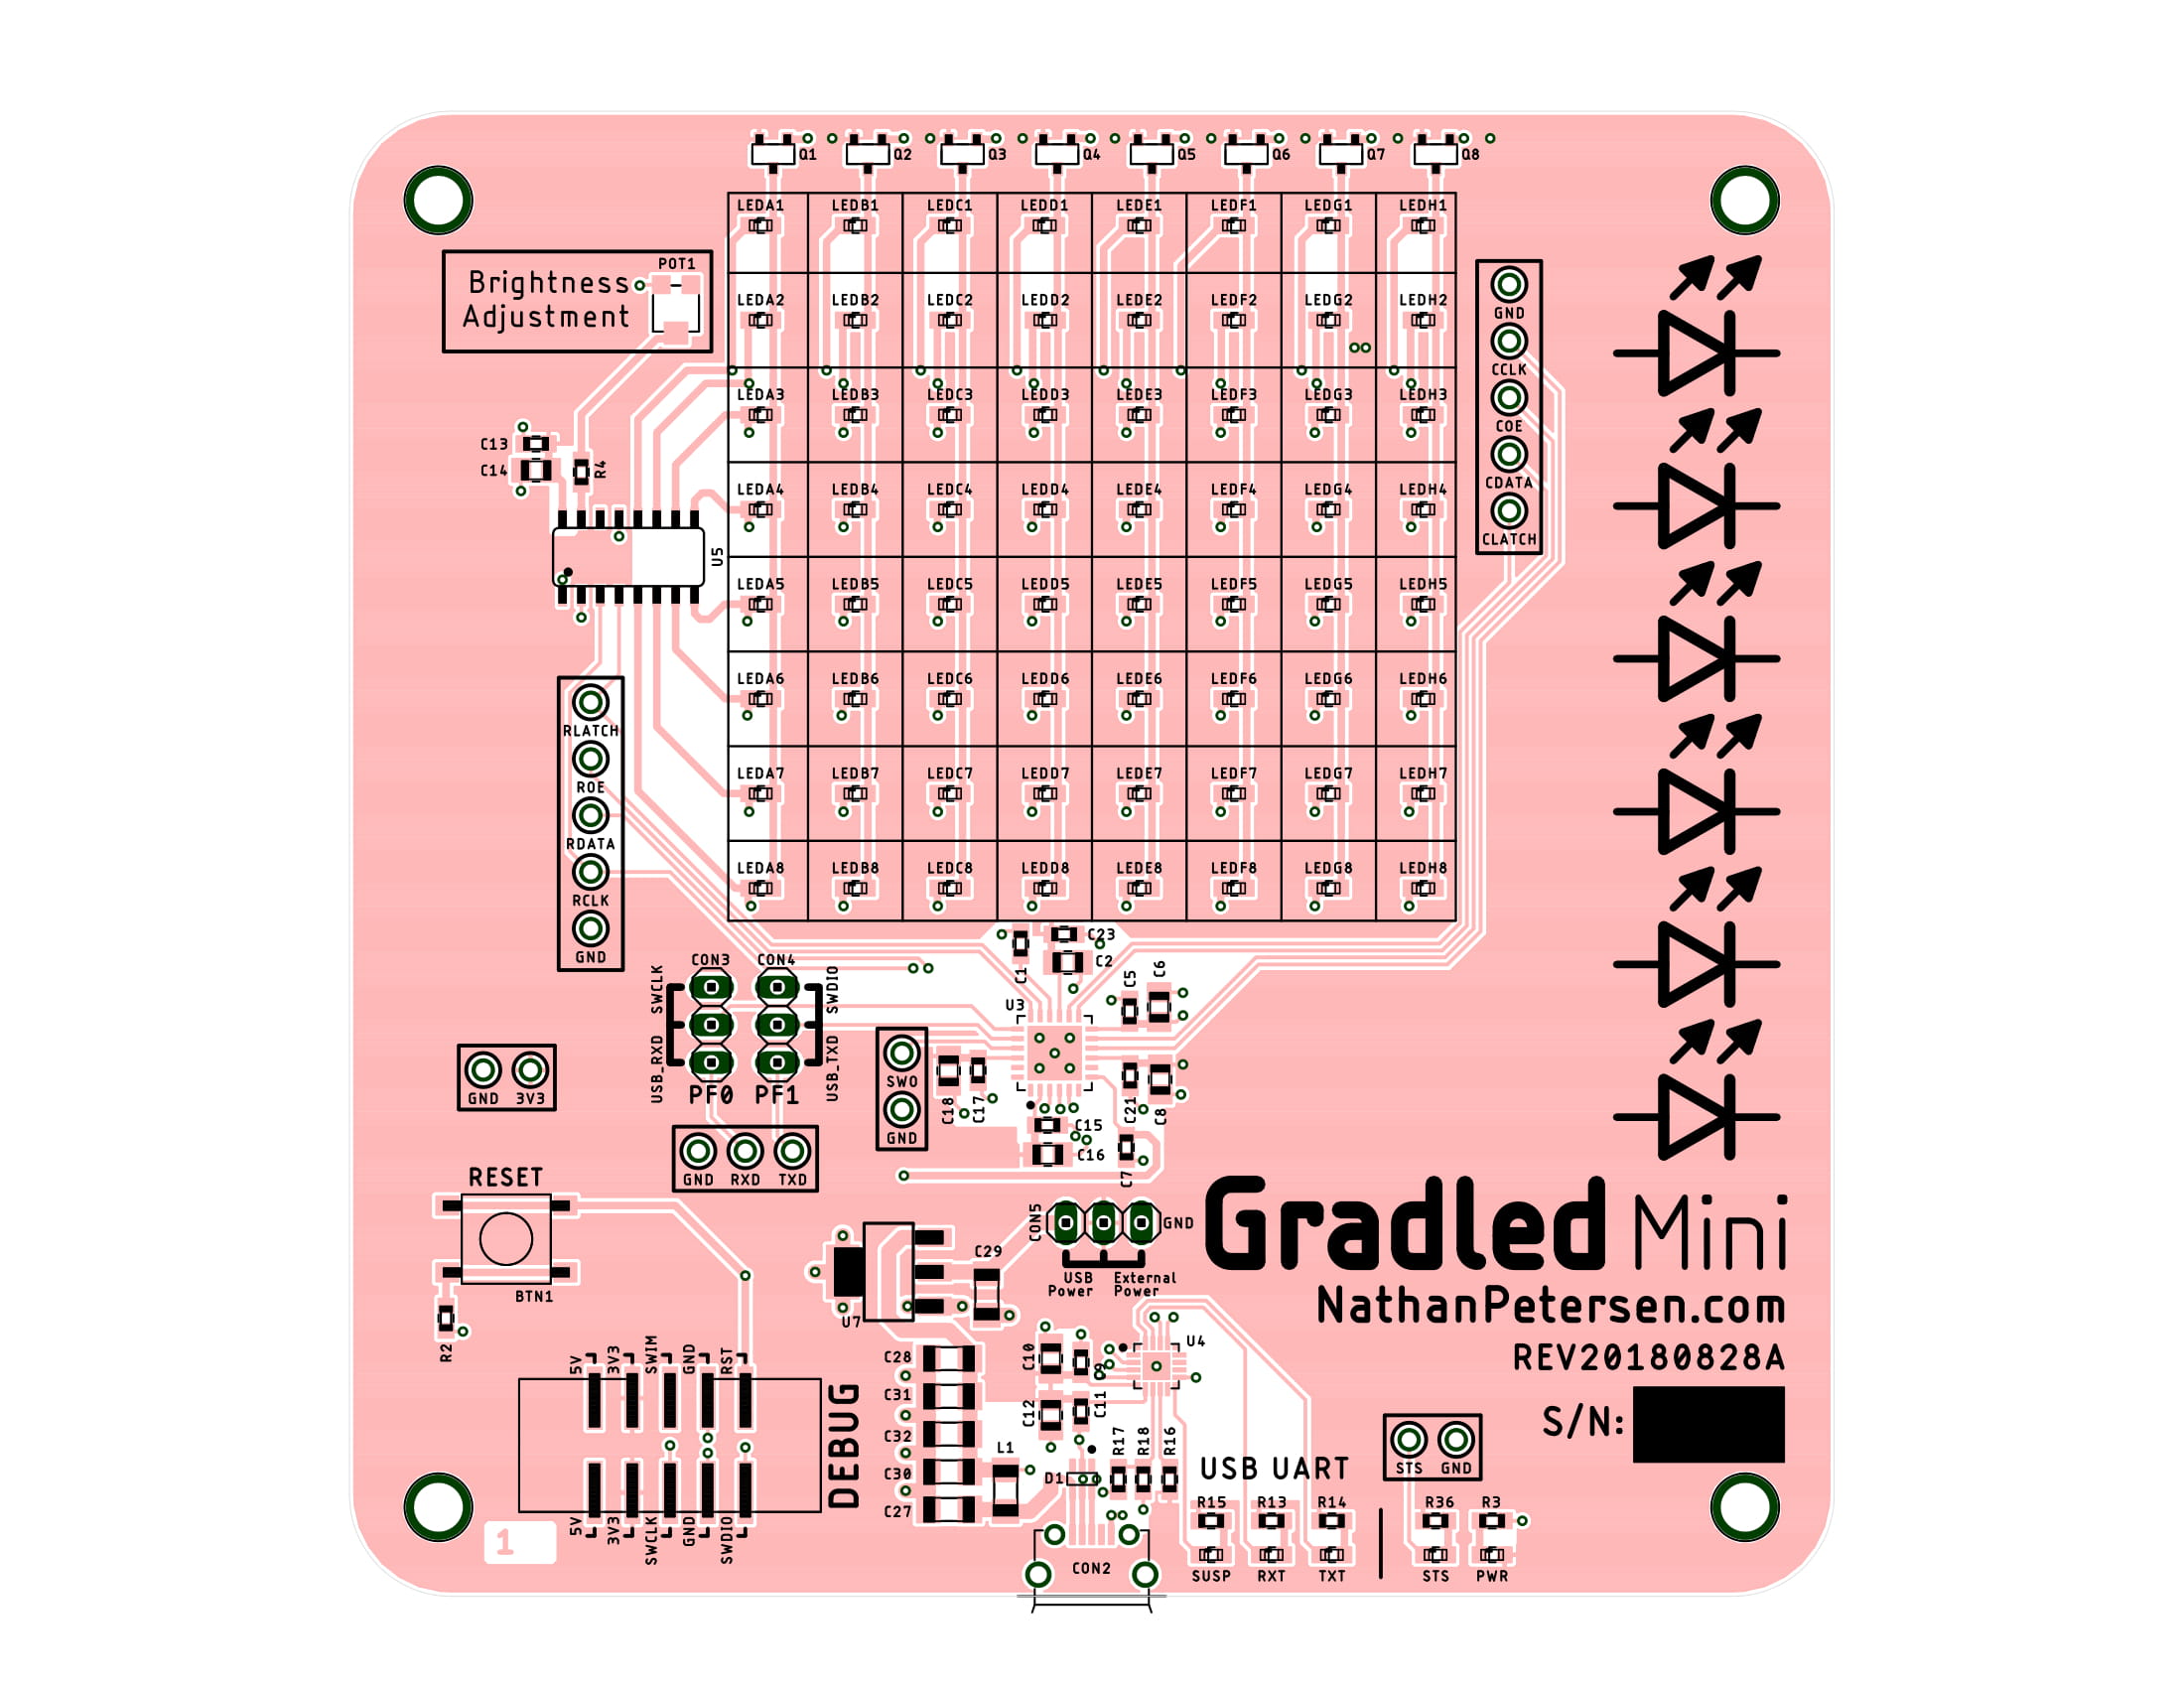 Q1 Q2 Q3 Q4 Q5 Q6 Q7 Q8
LEDA1 LEDB1 LEDC1 LEDD1 LEDE1 LEDF1 LEDG1 LEDH1
POT1
Brightness
Adjustment
LEDA2 LEDB2 LEDC2 LEDD2 LEDE2 LEDF2 LEDG2 LEDH2
GND
CCLK
COE
CDATA
CLATCH
LEDA3 LEDB3 LEDC3 LEDD3 LEDE3 LEDF3 LEDG3 LEDH3
C13
C14
R4
LEDA4 LEDB4 LEDC4 LEDD4 LEDE4 LEDF4 LEDG4 LEDH4
U5
LEDA5 LEDB5 LEDC5 LEDD5 LEDE5 LEDF5 LEDG5 LEDH5
LEDA6 LEDB6 LEDC6 LEDD6 LEDE6 LEDF6 LEDG6 LEDH6
RLATCH
ROE
RDATA
RCLK
GND
LEDA7 LEDB7 LEDC7 LEDD7 LEDE7 LEDF7 LEDG7 LEDH7
LEDA8 LEDB8 LEDC8 LEDD8 LEDE8 LEDF8 LEDG8 LEDH8
C23
C2
C1
C5
C6
U3
CON3 CON4
SWCLK
SWDIO
USB_RXD
USB_TXD
PF0 PF1
GND 3V3
SWO
GND
C18
C17
C21
C8
C15
C16
C7
GND RXD TXD
RESET
BTN1
R2
CON5
GND
USB
Power
External
Power
C29
U7
Gradled Mini
NathanPetersen.com
REV20180828A
S/N:
U4
C10
C9
C12
C11
C28
C31
C32
C30
C27
L1
D1
R17
R18
R16
5V
3V3
SWIM
GND
RST
DEBUG
5V
3V3
SWCLK
GND
SWDIO
1
USB UART
STS GND
R15 R13 R14 R36 R3
CON2
SUSP RXT TXT STS PWR